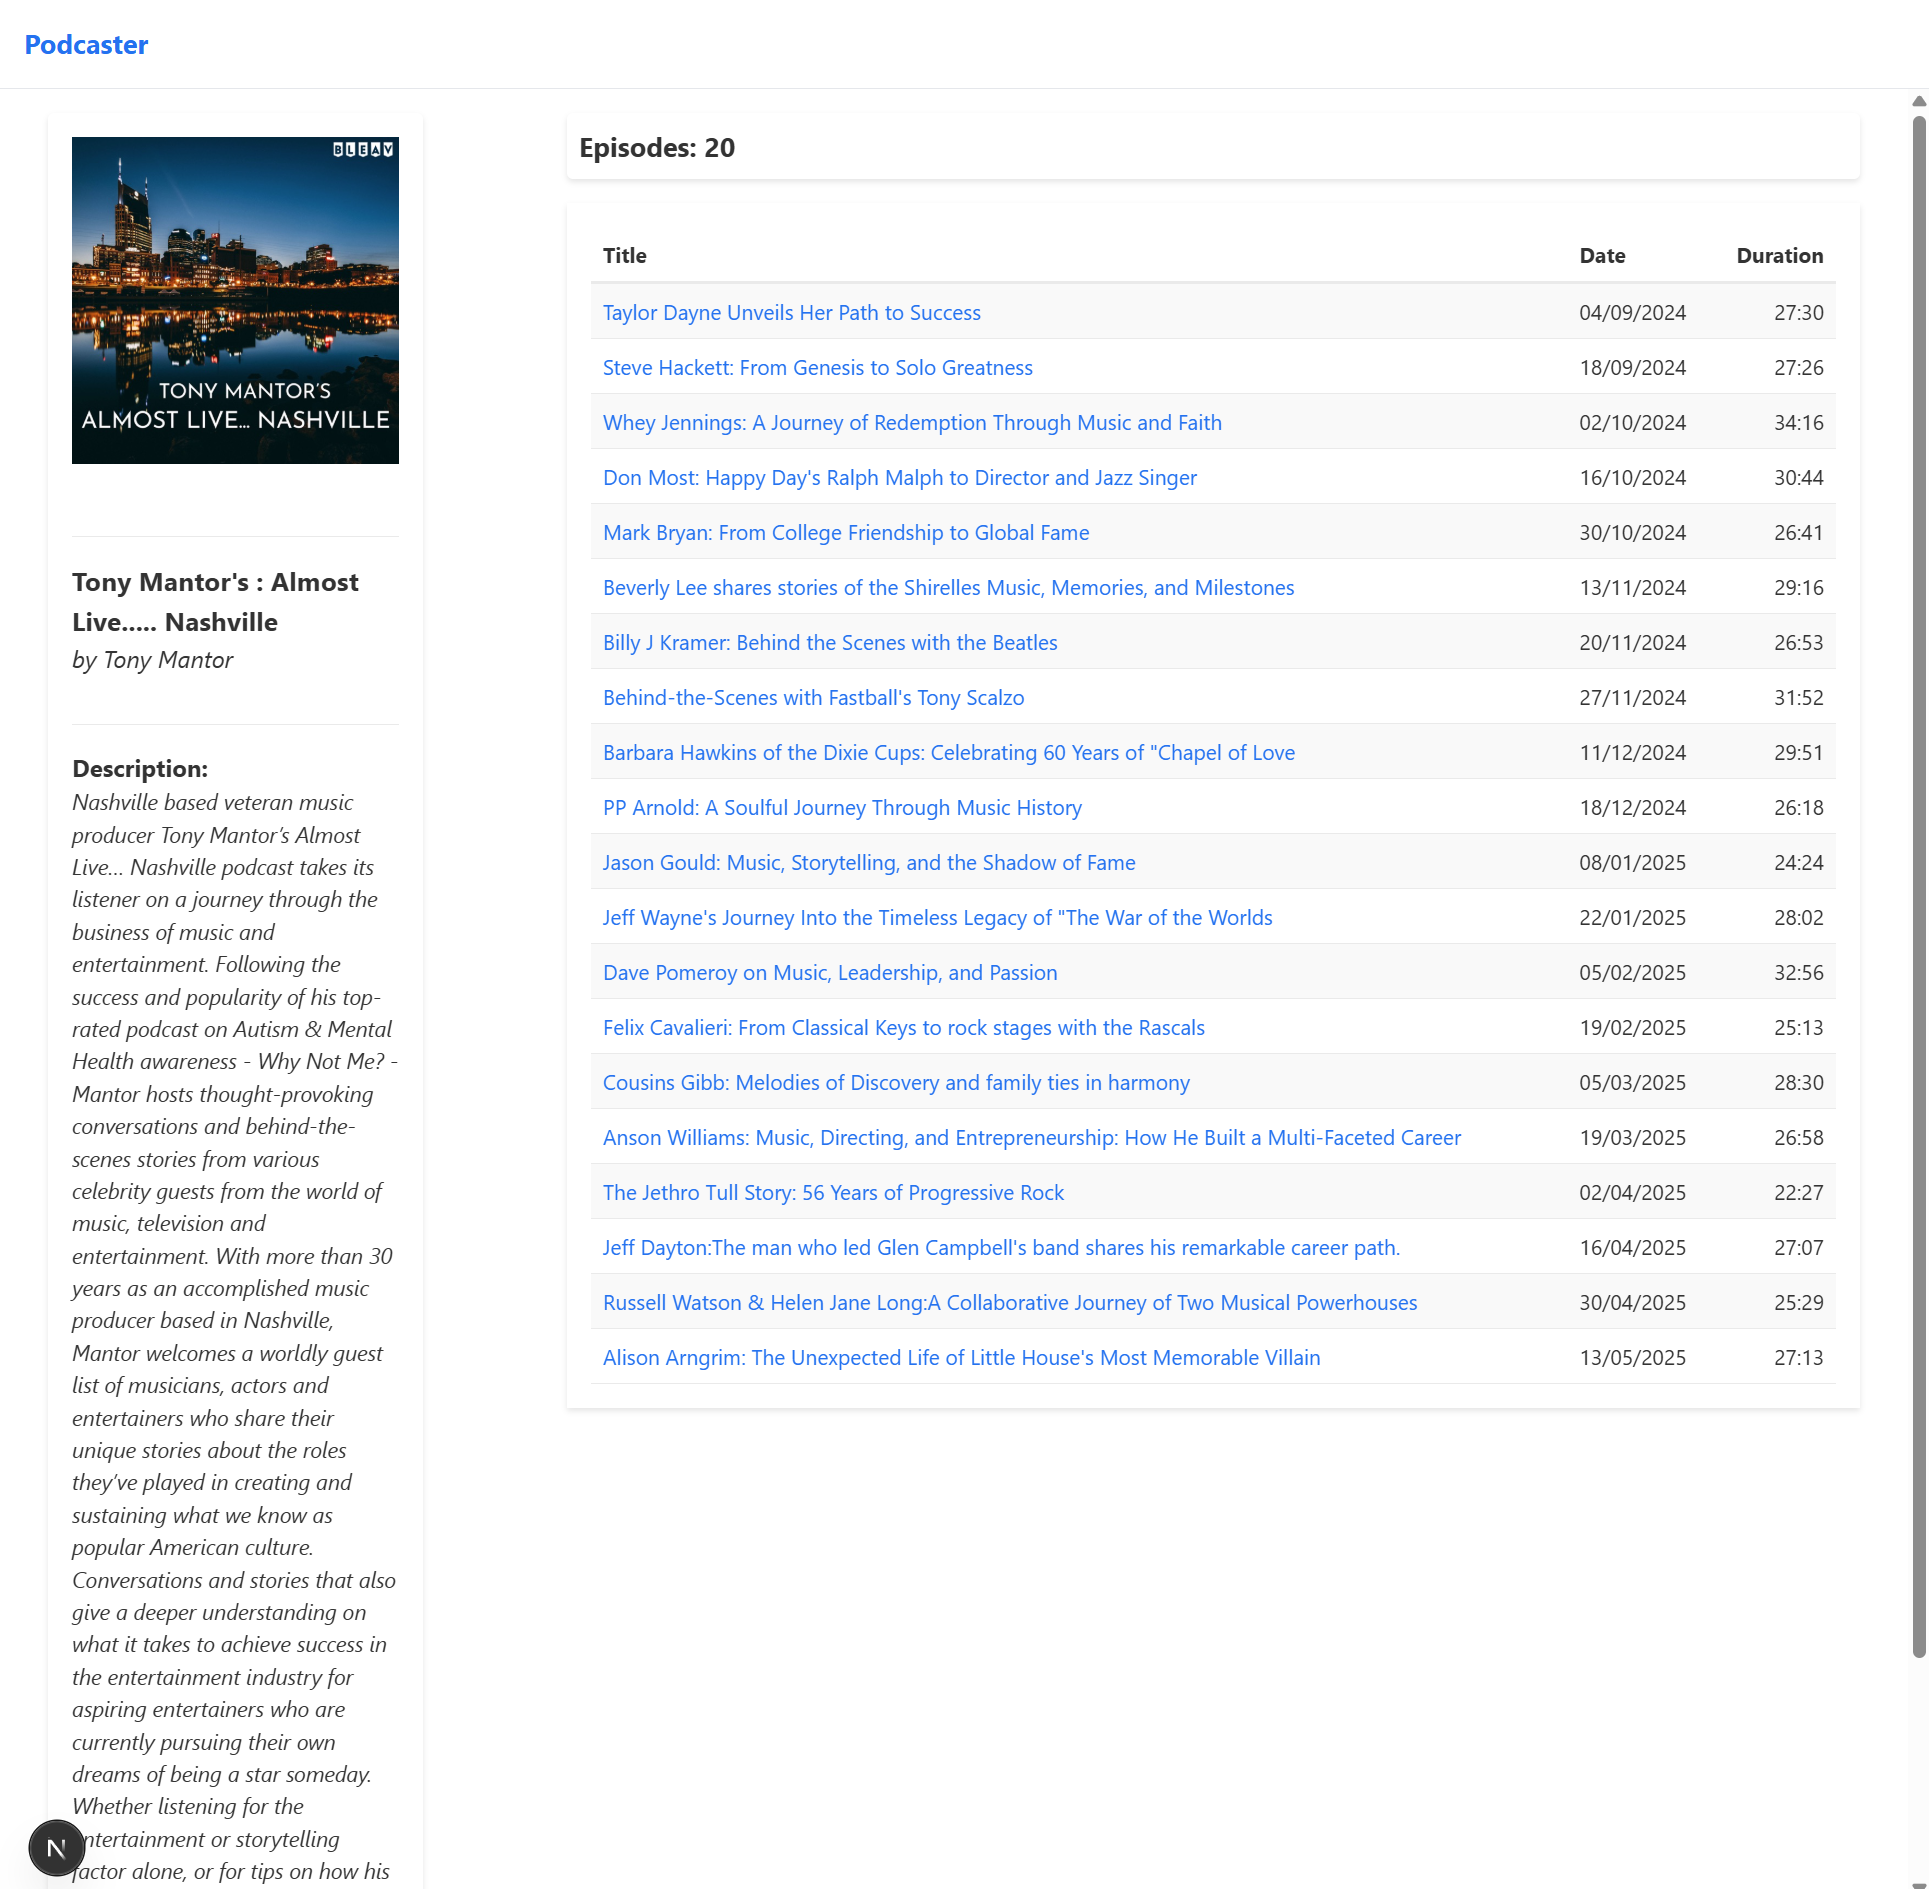 Podcaster
BLEAV
TONY MANTOR'S
ALMOST LIVE... NASHVILLE
Tony Mantor's : Almost
Live..... Nashville
by Tony Mantor
Description:
Nashville based veteran music
producer Tony Mantor’s Almost
Live... Nashville podcast takes its
listener on a journey through the
business of music and
entertainment. Following the
success and popularity of his top-
rated podcast on Autism & Mental
Health awareness - Why Not Me? -
Mantor hosts thought-provoking
conversations and behind-the-
scenes stories from various
celebrity guests from the world of
music, television and
entertainment. With more than 30
years as an accomplished music
producer based in Nashville,
Mantor welcomes a worldly guest
list of musicians, actors and
entertainers who share their
unique stories about the roles
they’ve played in creating and
sustaining what we know as
popular American culture.
Conversations and stories that also
give a deeper understanding on
what it takes to achieve success in
the entertainment industry for
aspiring entertainers who are
currently pursuing their own
dreams of being a star someday.
Whether listening for the
entertainment or storytelling
factor alone, or for tips on how his
N
Episodes: 20
Title Date Duration
Taylor Dayne Unveils Her Path to Success 04/09/2024 27:30
Steve Hackett: From Genesis to Solo Greatness 18/09/2024 27:26
Whey Jennings: A Journey of Redemption Through Music and Faith 02/10/2024 34:16
Don Most: Happy Day's Ralph Malph to Director and Jazz Singer 16/10/2024 30:44
Mark Bryan: From College Friendship to Global Fame 30/10/2024 26:41
Beverly Lee shares stories of the Shirelles Music, Memories, and Milestones 13/11/2024 29:16
Billy J Kramer: Behind the Scenes with the Beatles 20/11/2024 26:53
Behind-the-Scenes with Fastball's Tony Scalzo 27/11/2024 31:52
Barbara Hawkins of the Dixie Cups: Celebrating 60 Years of "Chapel of Love 11/12/2024 29:51
PP Arnold: A Soulful Journey Through Music History 18/12/2024 26:18
Jason Gould: Music, Storytelling, and the Shadow of Fame 08/01/2025 24:24
Jeff Wayne's Journey Into the Timeless Legacy of "The War of the Worlds 22/01/2025 28:02
Dave Pomeroy on Music, Leadership, and Passion 05/02/2025 32:56
Felix Cavalieri: From Classical Keys to rock stages with the Rascals 19/02/2025 25:13
Cousins Gibb: Melodies of Discovery and family ties in harmony 05/03/2025 28:30
Anson Williams: Music, Directing, and Entrepreneurship: How He Built a Multi-Faceted Career 19/03/2025 26:58
The Jethro Tull Story: 56 Years of Progressive Rock 02/04/2025 22:27
Jeff Dayton:The man who led Glen Campbell's band shares his remarkable career path. 16/04/2025 27:07
Russell Watson & Helen Jane Long:A Collaborative Journey of Two Musical Powerhouses 30/04/2025 25:29
Alison Arngrim: The Unexpected Life of Little House's Most Memorable Villain 13/05/2025 27:13